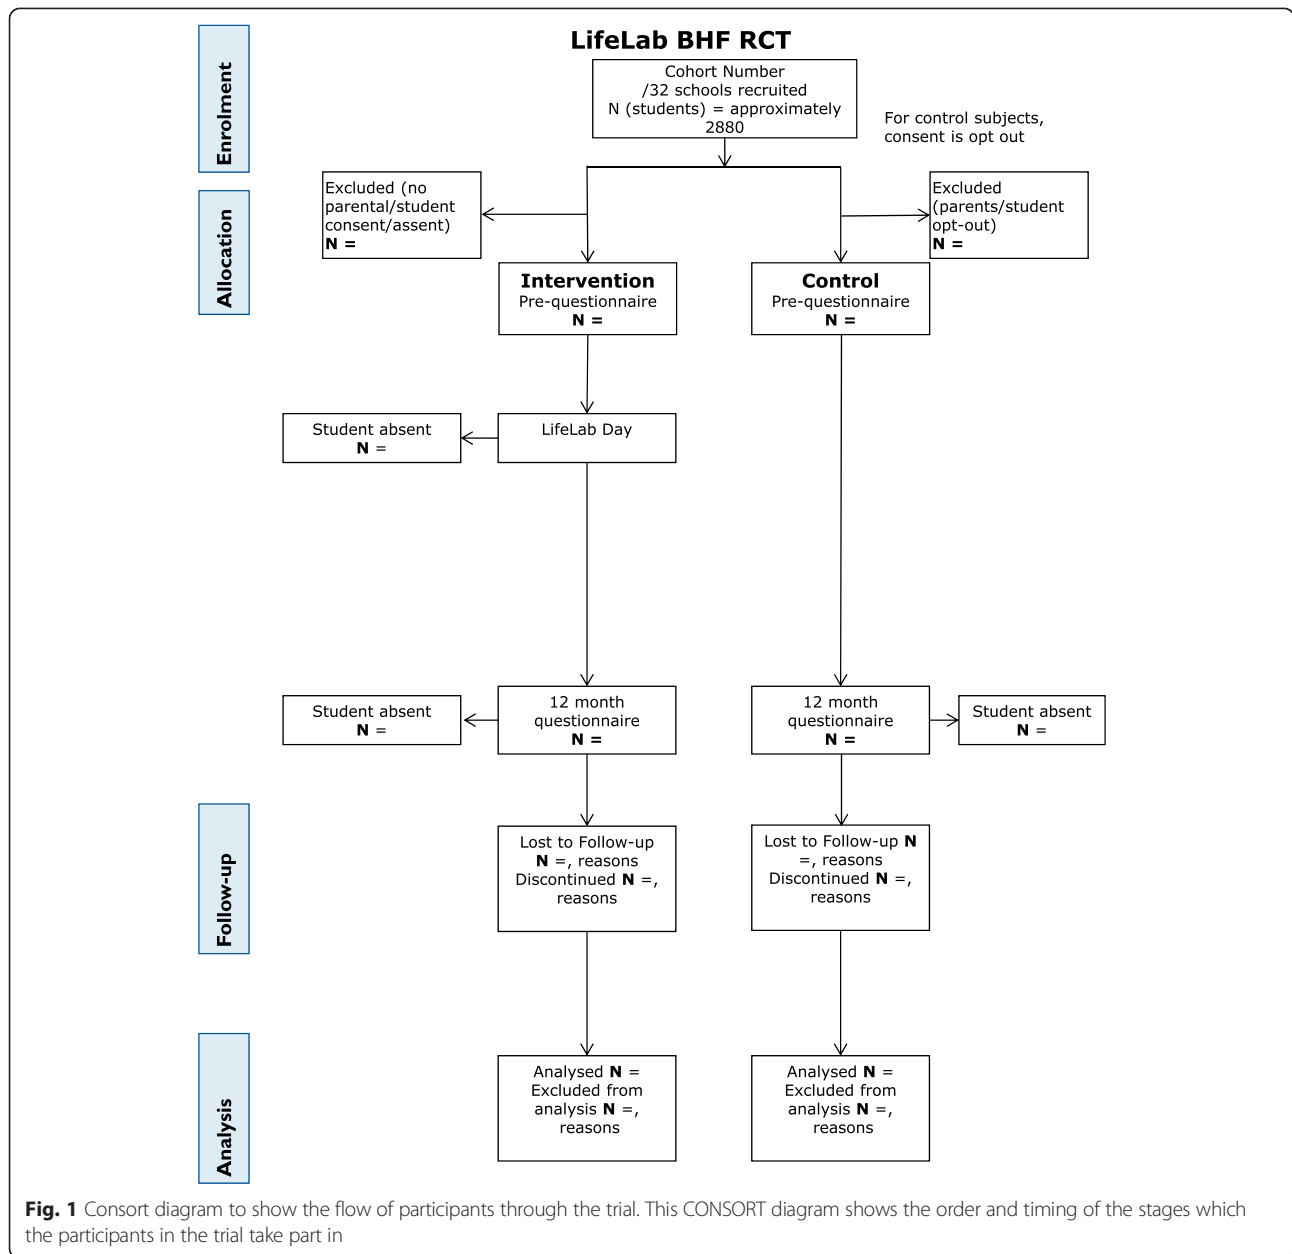 LifeLab BHF RCT
Enrolment
Cohort Number
/32 schools recruited
N (students) = approximately
2880
For control subjects,
consent is opt out
Allocation
Excluded (no
parental/student
consent/assent)
N =
Excluded
(parents/student
opt-out)
N =
Intervention
Pre-questionnaire
N =
Control
Pre-questionnaire
N =
Student absent
N =
LifeLab Day
Student absent
N =
12 month
questionnaire
N =
12 month
questionnaire
N =
Student absent
N =
Follow-up
Lost to Follow-up
N =, reasons
Discontinued N =,
reasons
Lost to Follow-up N
=, reasons
Discontinued N =,
reasons
Analysis
Analysed N =
Excluded from
analysis N =,
reasons
Analysed N =
Excluded from
analysis N =,
reasons
Fig. 1 Consort diagram to show the flow of participants through the trial. This CONSORT diagram shows the order and timing of the stages which
the participants in the trial take part in